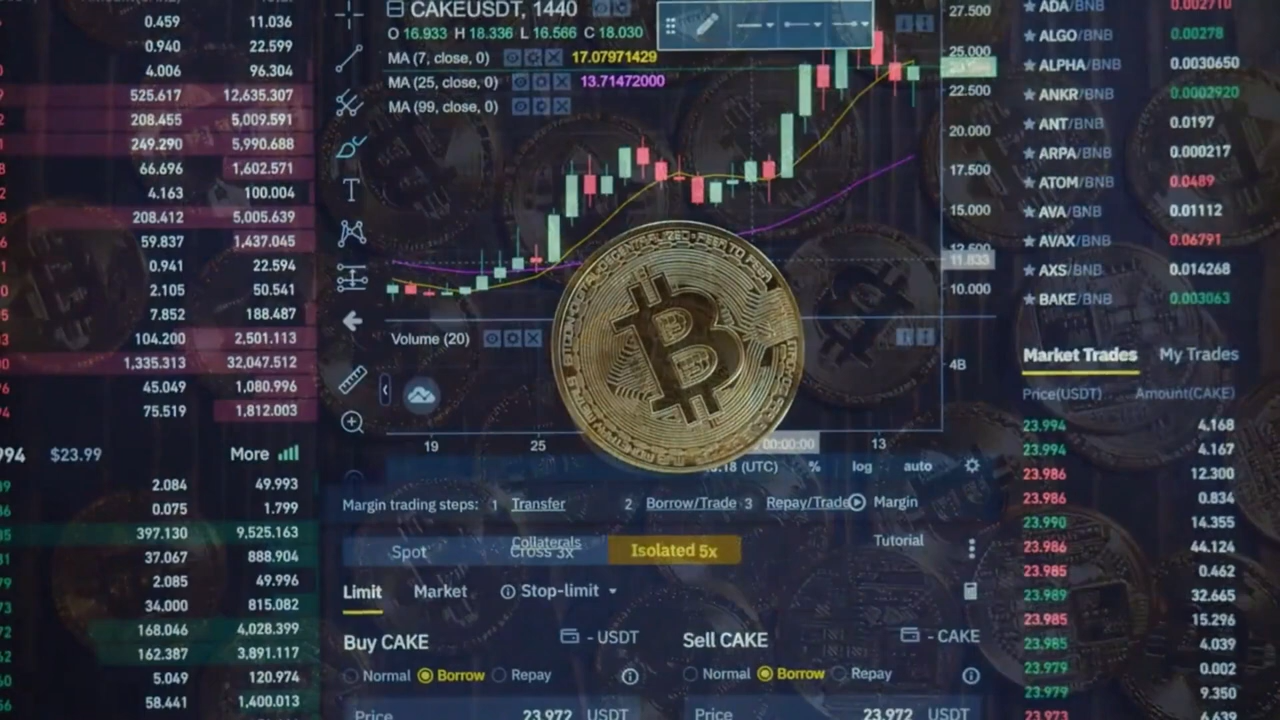 0.459 11.036
0.940 22.599
4.006 96.304
525.617 12,635.307
208.455 5,009.591
249.290 5,990.688
66.696 1,602.571
4.163 100.004
208.412 5,005.639
59.837 1,437.045
0.941 22.594
2.105 50.541
7.852 188.487
104.200 2,501.113
1,335.313 32,047.512
45.049 1,080.996
75.519 1,812.003
994 $23.99 More
2.084 49.993
0.075 1.799
397.130 9,525.163
37.067 888.904
2.085 49.996
34.000 815.082
168.046 4,028.399
162.387 3,891.117
5.049 120.974
58.441 1,400.013
CAKEUSDT, 1440
O 16.933 H 18.336 L 16.566 C 18.030
MA (7, close, 0) 17.07971429
MA (25, close, 0) 13.71472000
MA (99, close, 0)
27.500
25.000
22.500
20.000
17.500
15.000
12.500
11.833
10.000
Volume (20)
4B
19 25 00:00:00 13
18 (UTC) % log auto
Margin trading steps: 1 Transfer 2 Borrow/Trade 3 Repay/Trade Margin
Collaterals Tutorial
Spot Cross 3x Isolated 5x
Limit Market Stop-limit
Buy CAKE - USDT Sell CAKE - CAKE
Normal Borrow Repay Normal Borrow Repay
Price 23.972 USDT Price 23.972 USDT
ADA/BNB 0.002710
ALGO/BNB 0.00278
ALPHA/BNB 0.0030650
ANKR/BNB 0.0002920
ANT/BNB 0.0197
ARPA/BNB 0.000217
ATOM/BNB 0.0489
AVA/BNB 0.01112
AVAX/BNB 0.06791
AXS/BNB 0.014268
BAKE/BNB 0.003063
Market Trades My Trades
Price(USDT) Amount(CAKE)
23.994 4.168
23.994 4.167
23.986 12.300
23.986 0.834
23.990 14.355
23.986 44.124
23.985 0.462
23.989 32.665
23.985 15.296
23.985 4.039
23.979 0.002
23.979 9.350
23.973 4.639